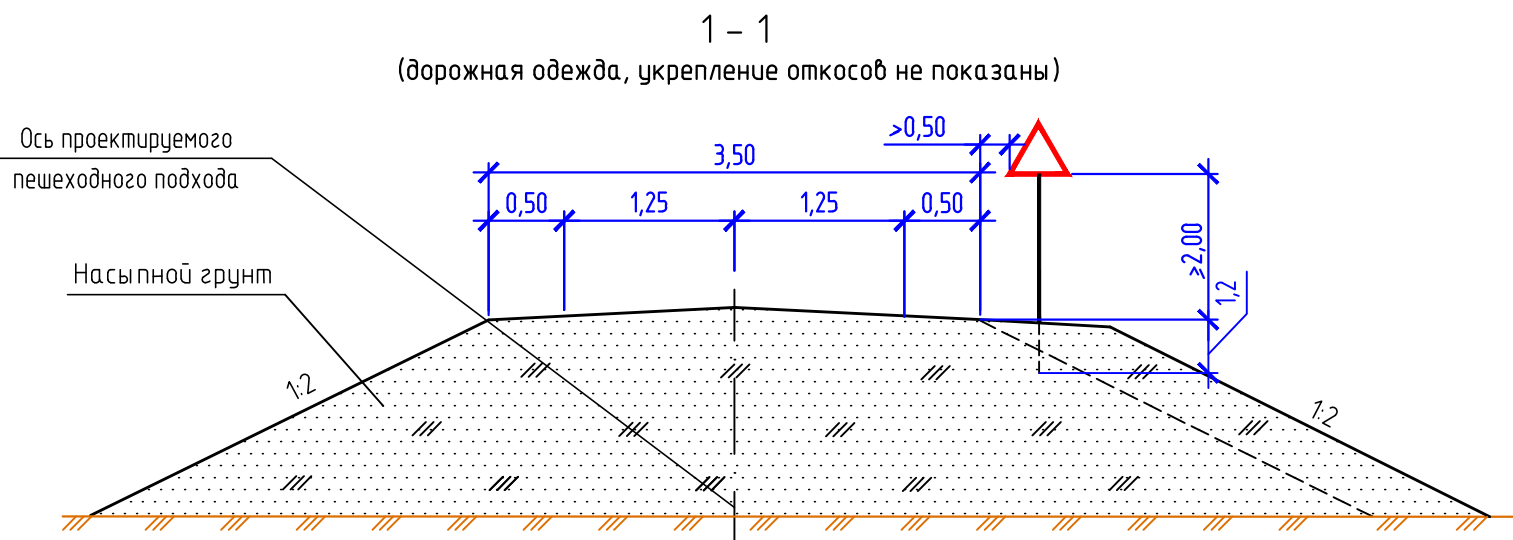 1 – 1
(дорожная одежда, укрепление откосов не показаны)
Ось проектируемого
пешеходного подхода
>0,50
3,50
0,50 1,25 1,25 0,50
≥2,00
1,2
Насыпной грунт
1:2
1:2